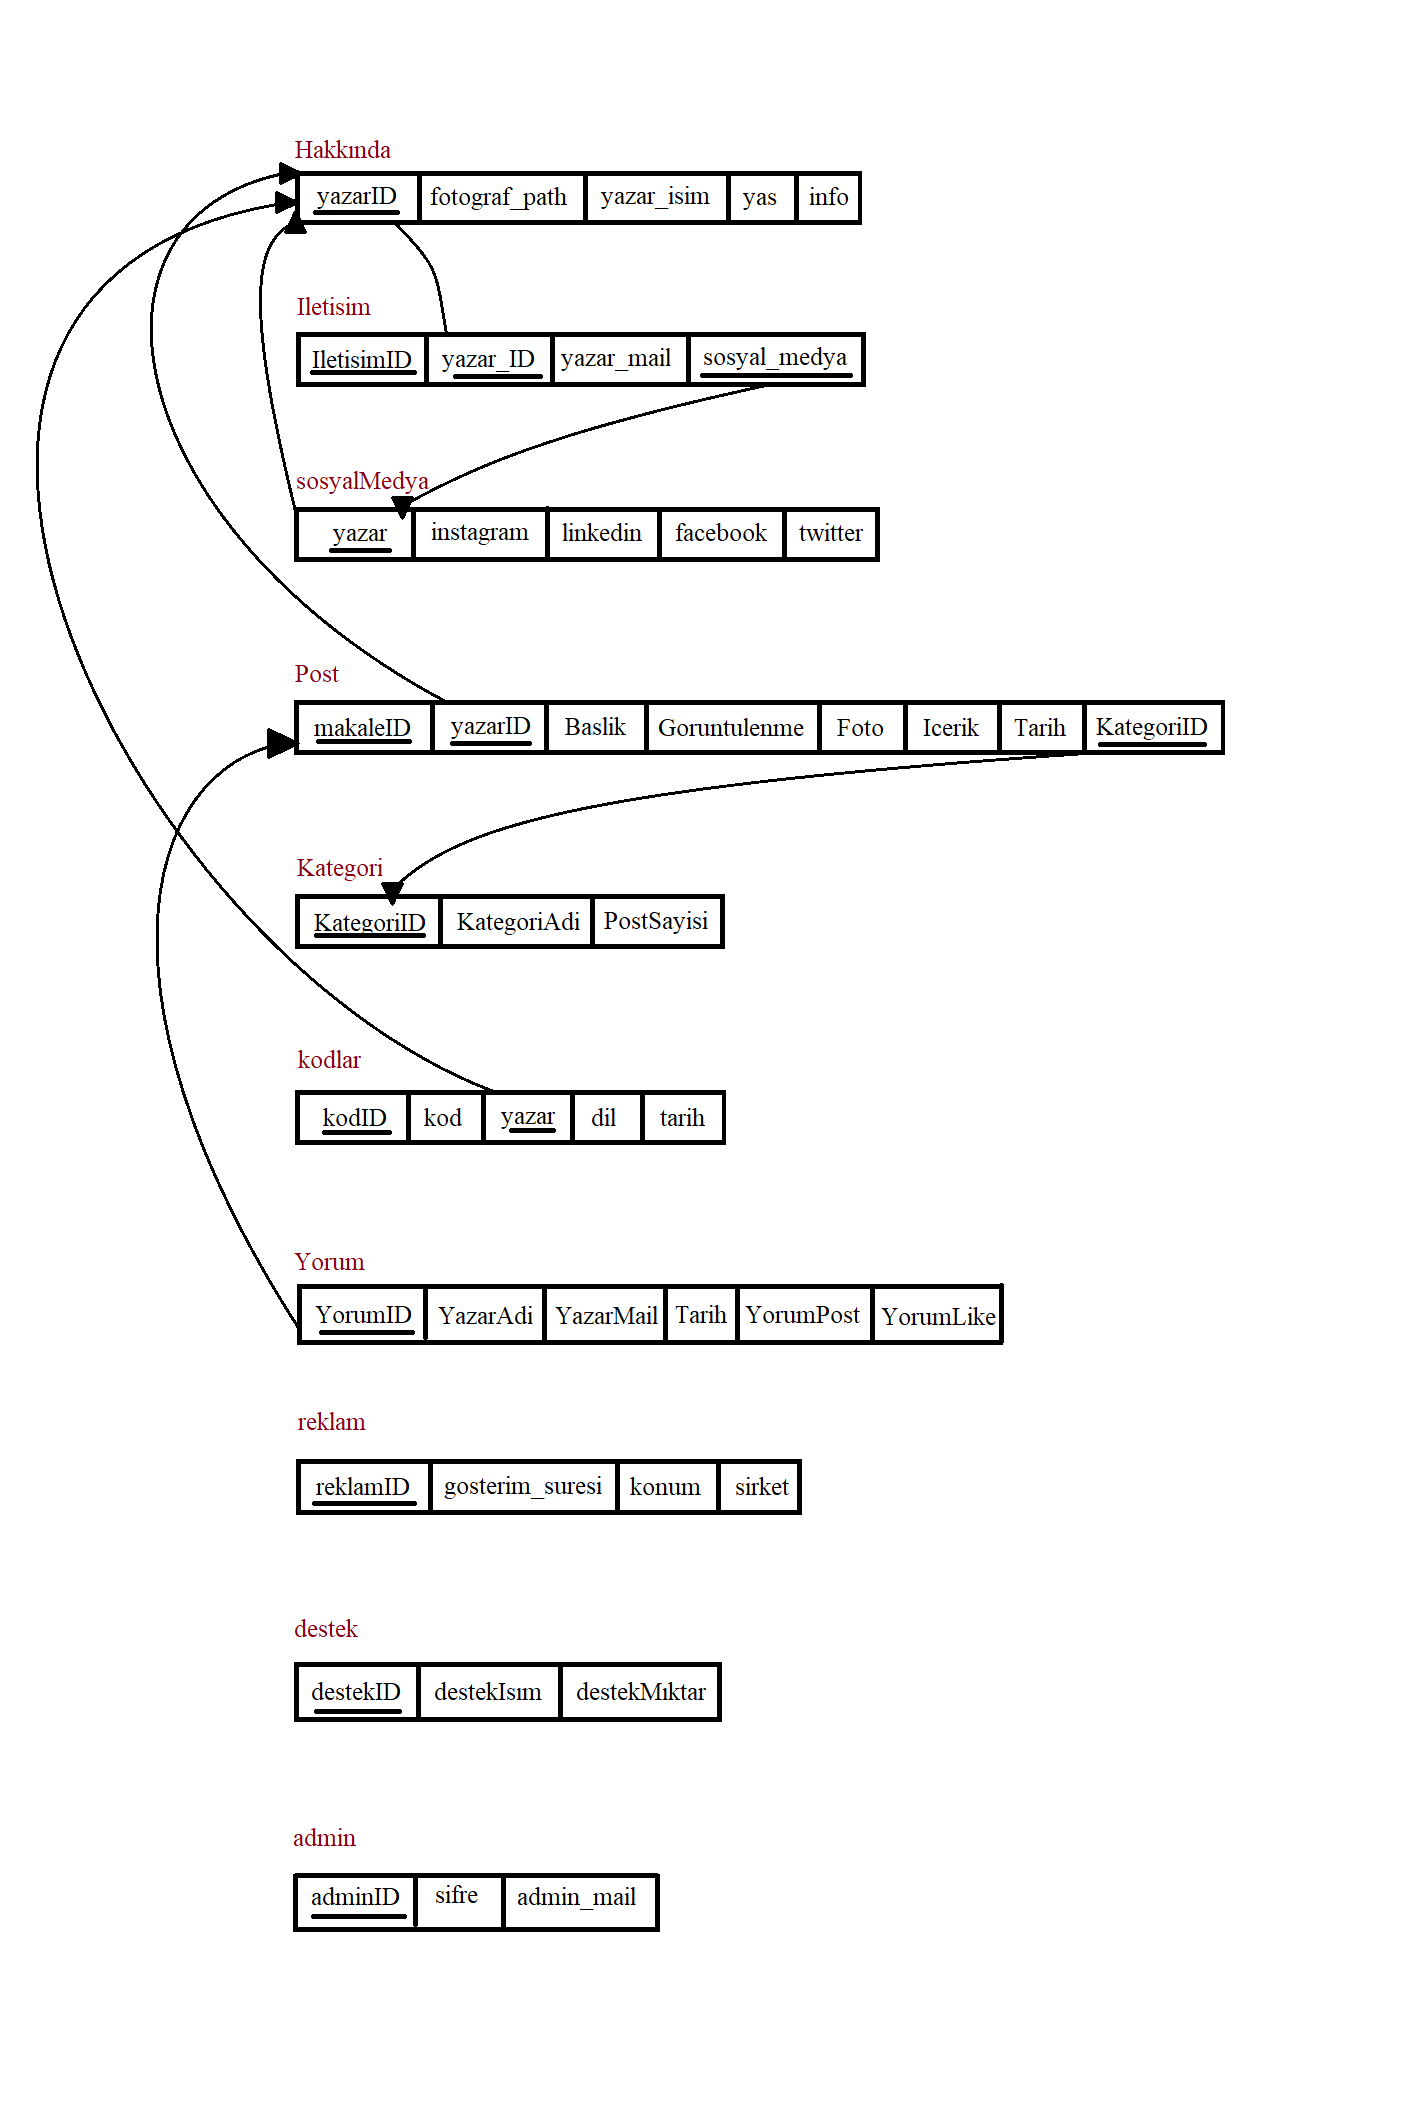 Hakkında
yazarID fotograf_path yazar_isim yas info
Iletisim
IletisimID yazar_ID yazar_mail sosyal_medya
sosyalMedya
yazar instagram linkedin facebook twitter
Post
makaleID yazarID Baslik Goruntulenme Foto Icerik Tarih KategoriID
Kategori
KategoriID KategoriAdi PostSayisi
kodlar
kodID kod yazar dil tarih
Yorum
YorumID YazarAdi YazarMail Tarih YorumPost YorumLike
reklam
reklamID gosterim_suresi konum sirket
destek
destekID destekIsım destekMıktar
admin
adminID sifre admin_mail